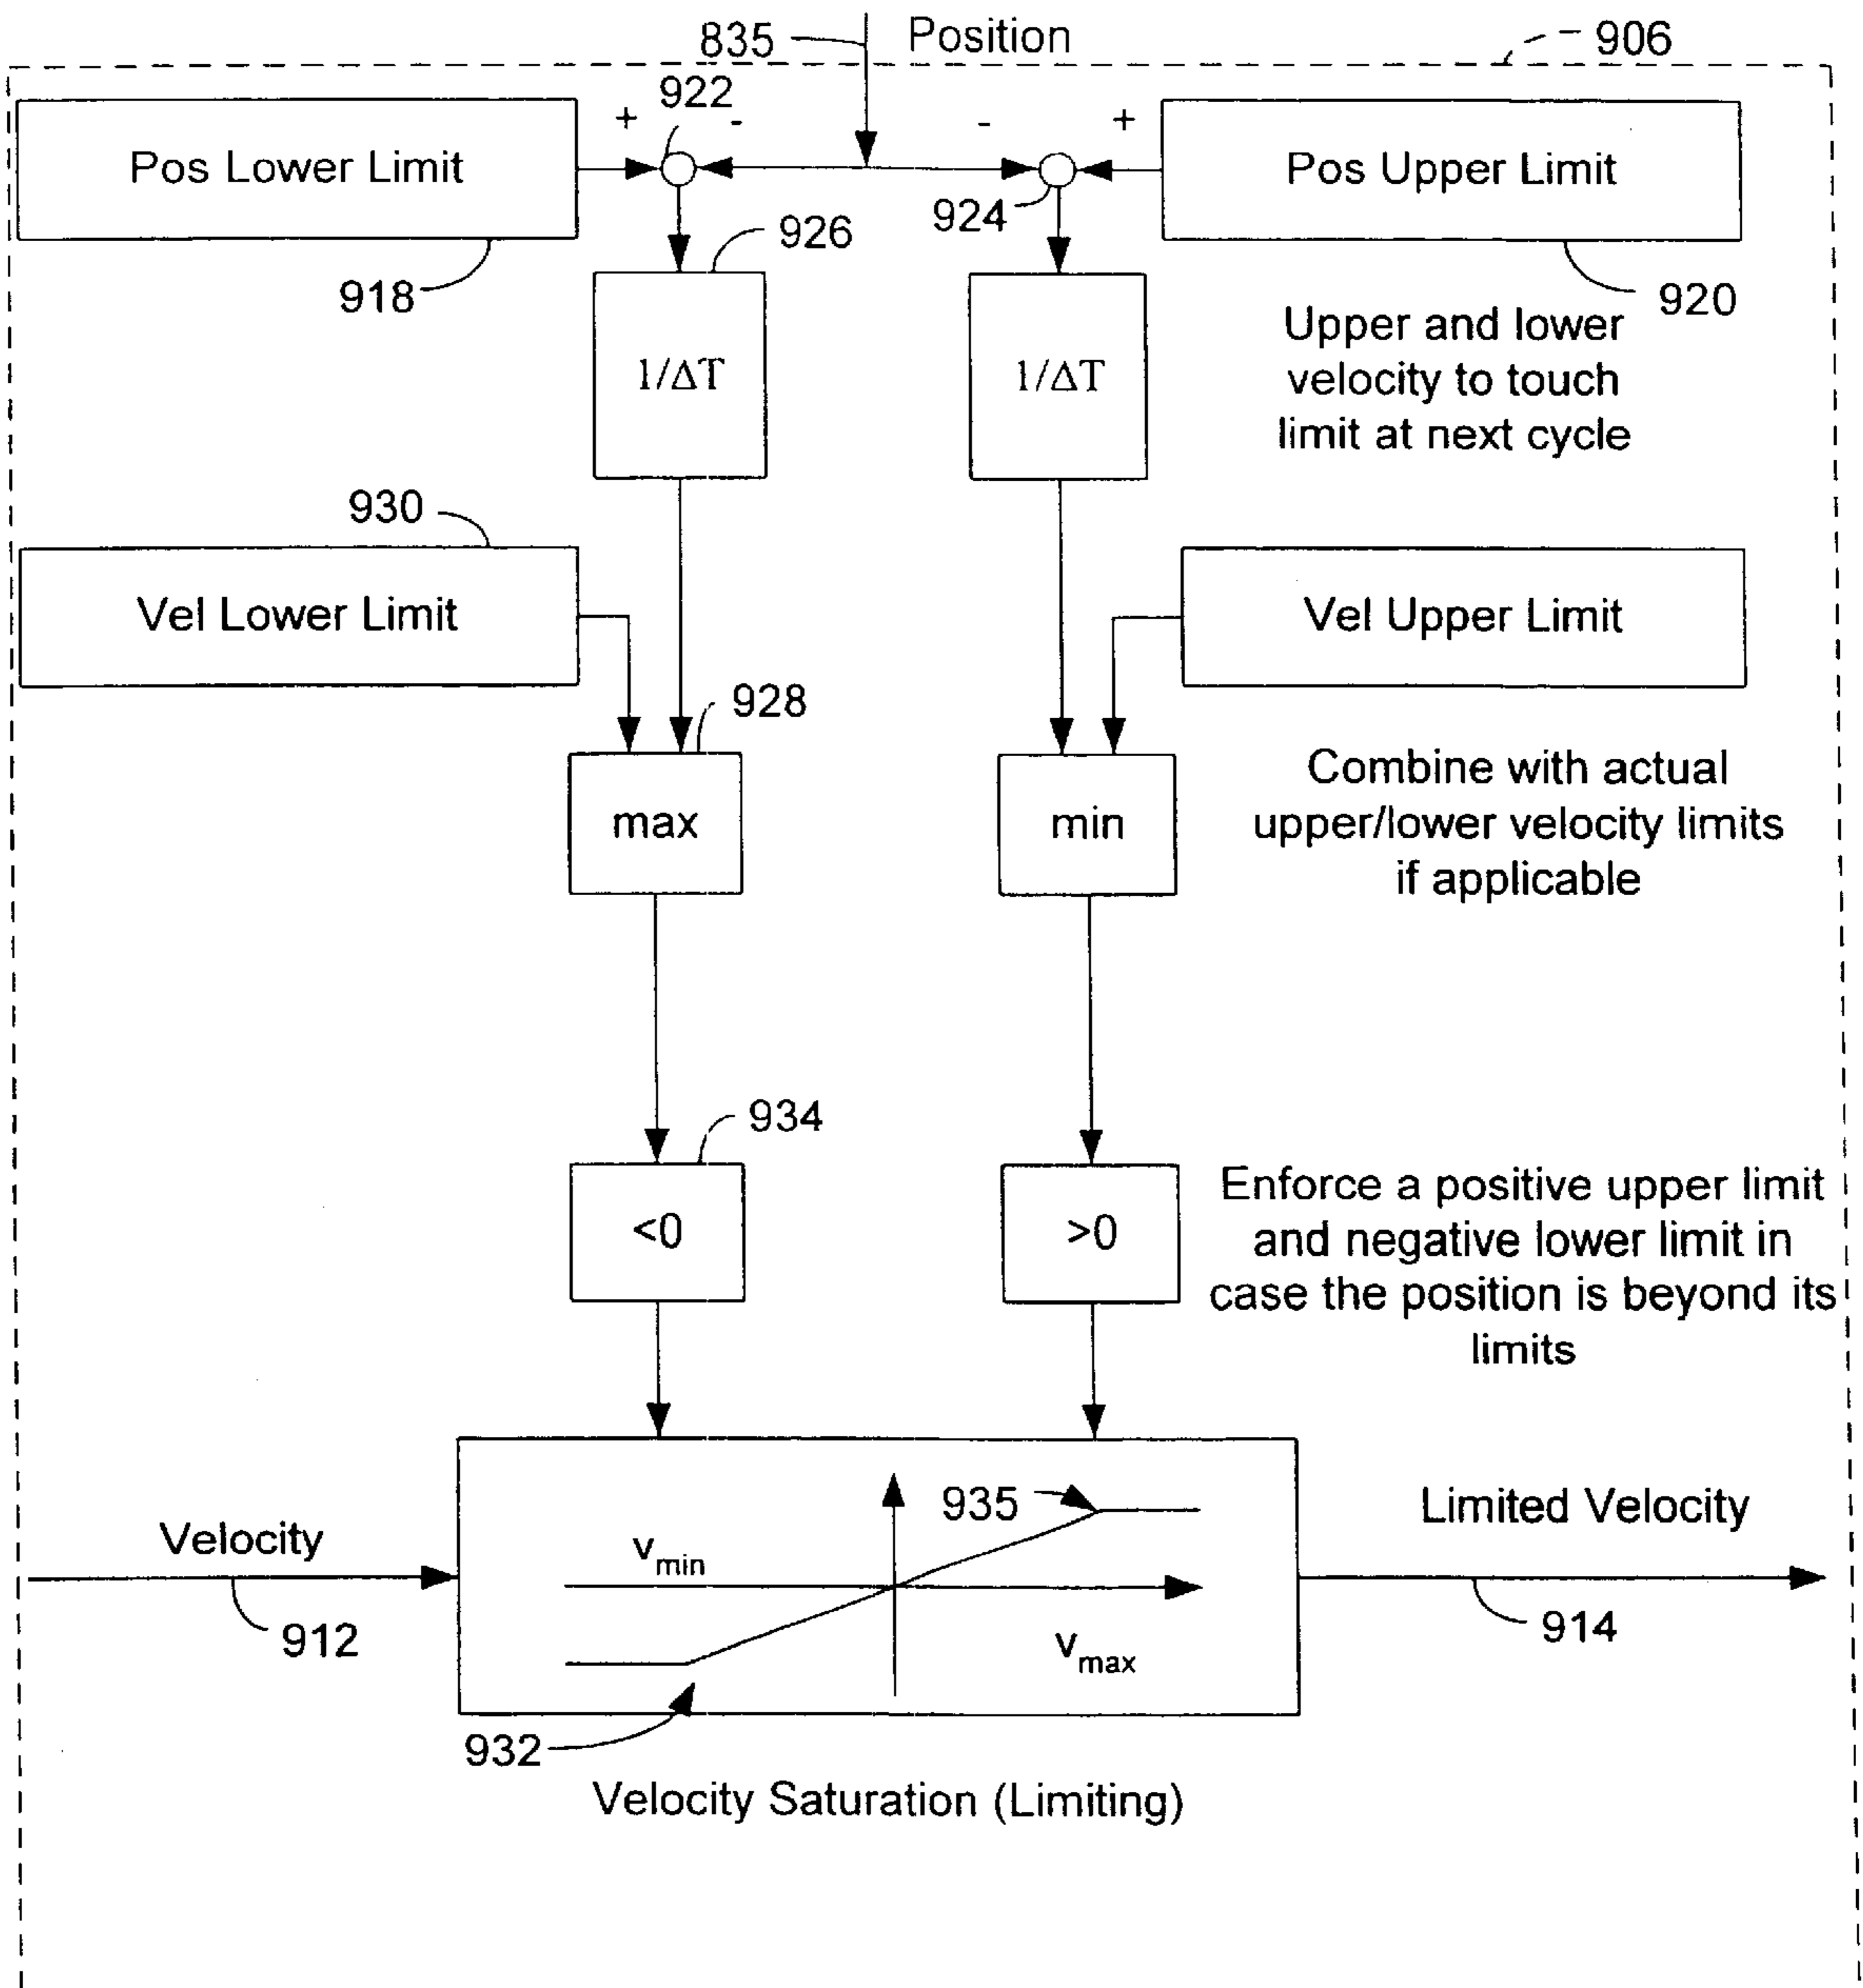 835
Position
906
922
+
-
-
+
Pos Lower Limit
Pos Upper Limit
924
926
918
920
1/ΔT
1/ΔT
Upper and lower
velocity to touch
limit at next cycle
930
Vel Lower Limit
Vel Upper Limit
928
max
min
Combine with actual
upper/lower velocity limits
if applicable
934
<0
>0
Enforce a positive upper limit
and negative lower limit in
case the position is beyond its
limits
Velocity
912
935
vmin
vmax
Limited Velocity
914
932
Velocity Saturation (Limiting)